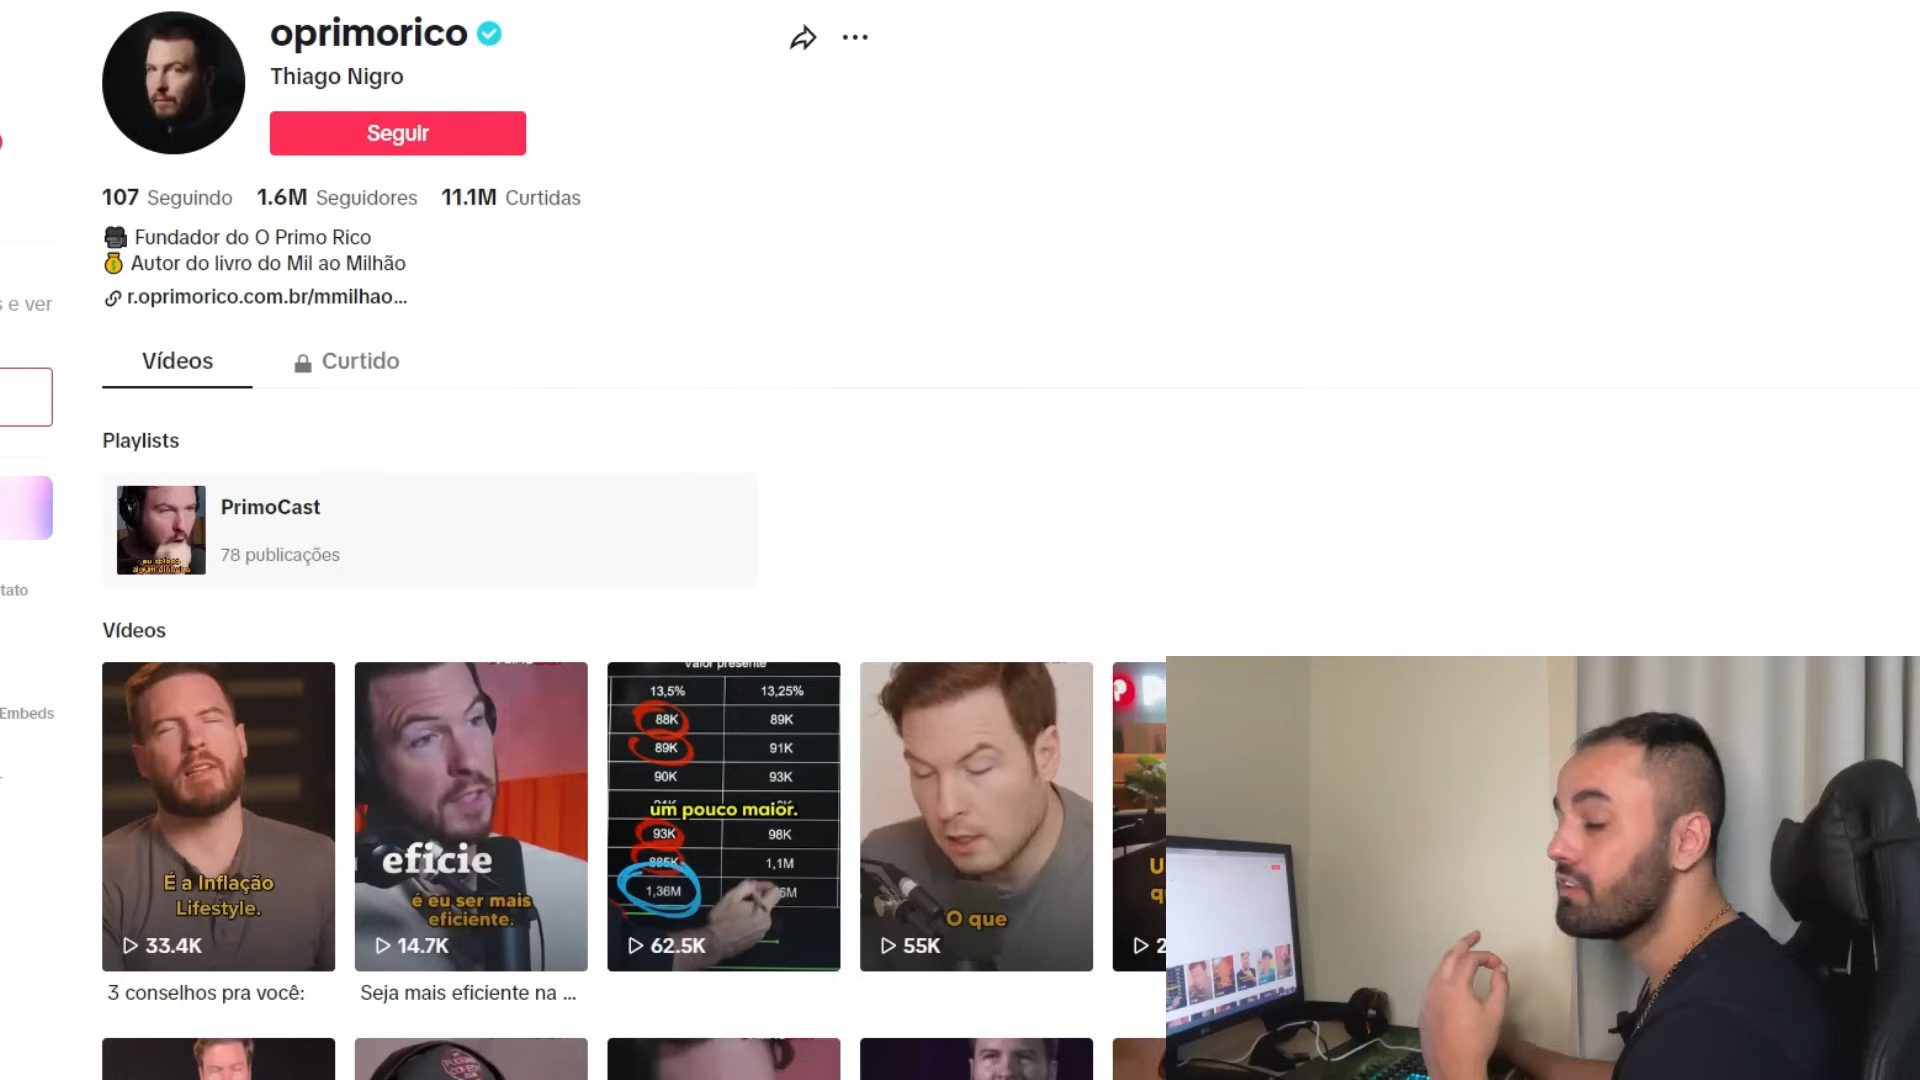 oprimorico
Thiago Nigro
Seguir
107 Seguindo 1.6M Seguidores 11.1M Curtidas
Fundador do O Primo Rico
Autor do livro do Mil ao Milhão
r.oprimorico.com.br/mmilhao...
s e ver
Vídeos
Curtido
Playlists
PrimoCast
78 publicações
tato
Vídeos
Embeds
É a Inflação
Lifestyle.
33.4K
3 conselhos pra você:
eficie
é eu ser mais
eficiente.
14.7K
Seja mais eficiente na ...
Valor presente
13,5% 13,25%
88K 89K
89K 91K
90K 93K
um pouco maior.
93K 98K
885K 1,1M
1,36M
62.5K
O que
55K
U
q
2